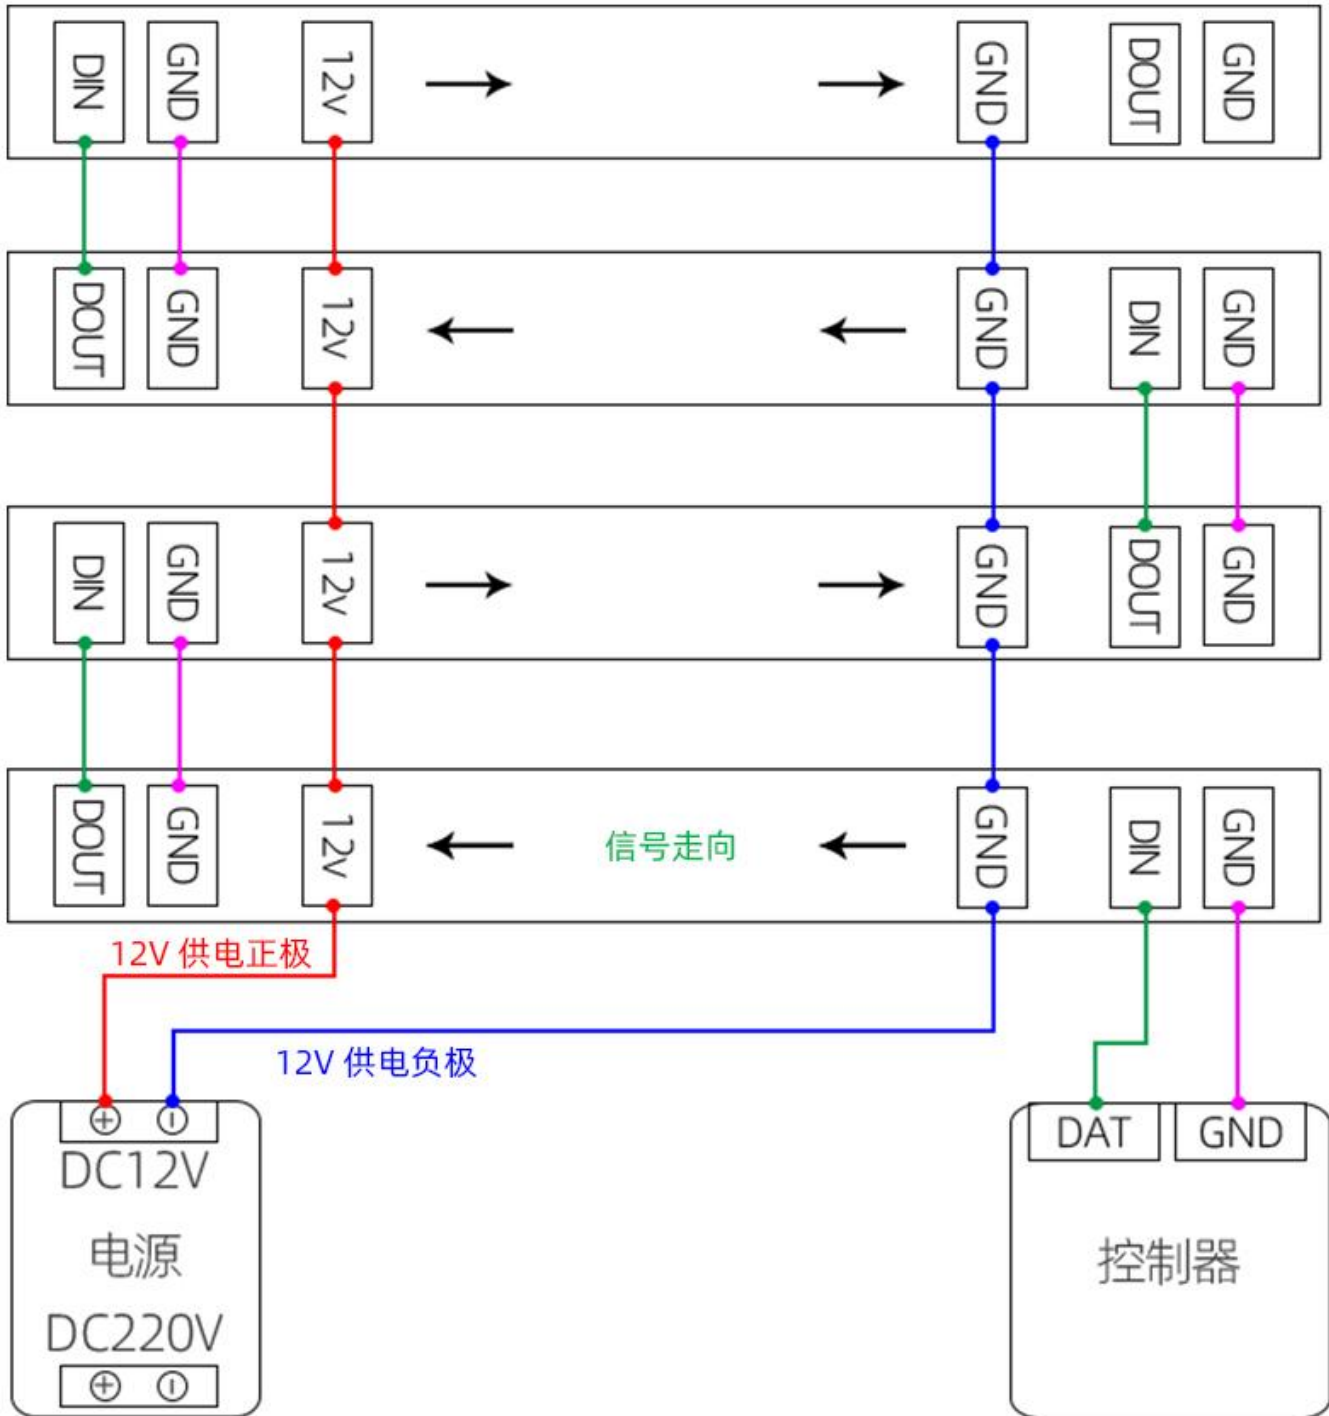 DIN GND 12v GND DOUT GND
DOUT GND 12v GND DIN GND
DIN GND 12v GND DOUT GND
DOUT GND 12v 信号走向 GND DIN GND
12V 供电正极
12V 供电负极
DC12V
电源
DC220V
DAT GND
控制器